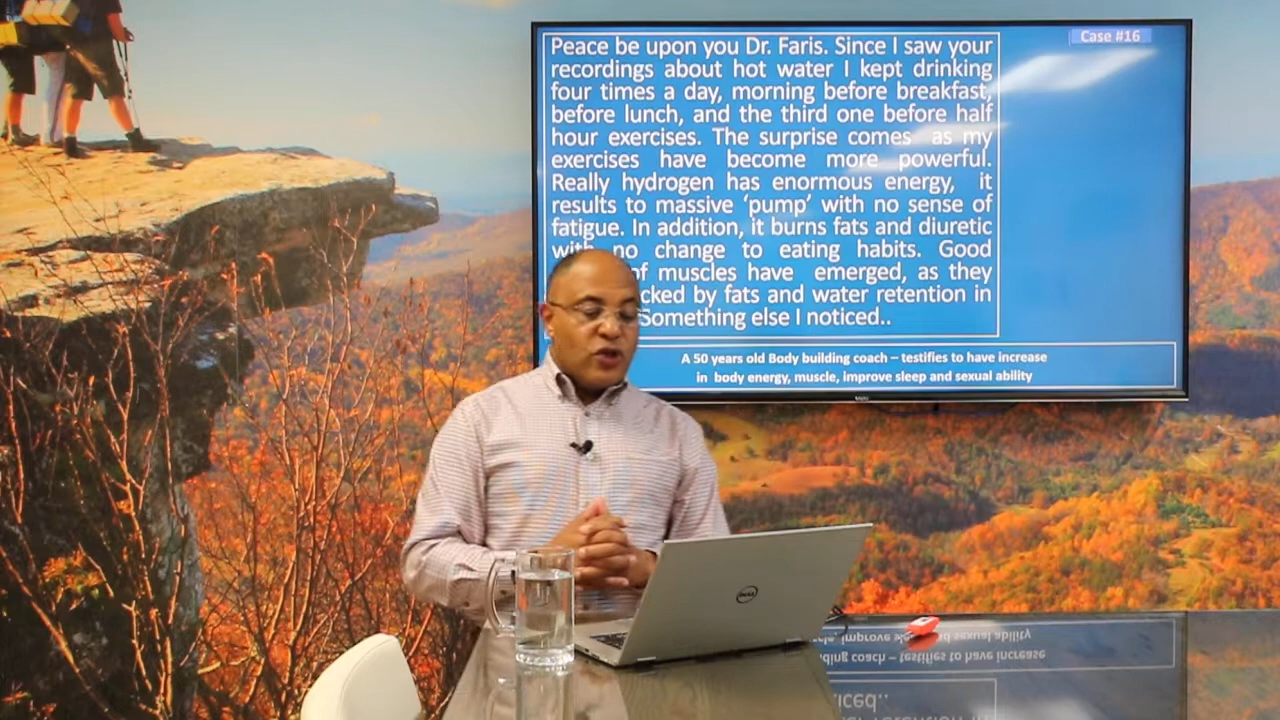 Case #16
Peace be upon you Dr. Faris. Since I saw your
recordings about hot water I kept drinking
four times a day, morning before breakfast,
before lunch, and the third one before half
hour exercises. The surprise comes as my
exercises have become more powerful.
Really hydrogen has enormous energy, it
results to massive ‘pump’ with no sense of
fatigue. In addition, it burns fats and diuretic
with no change to eating habits. Good
of muscles have emerged, as they
by fats and water retention in
Something else I noticed..
A 50 years old Body building coach – testifies to have increase
in body energy, muscle, improve sleep and sexual ability
DELL